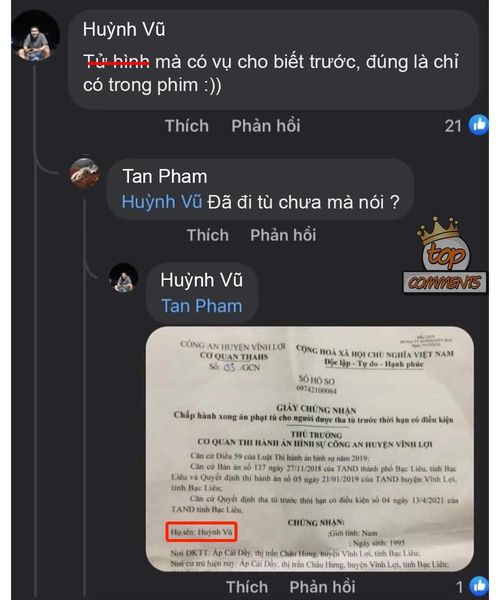 Huỳnh Vũ
Tử hình mà có vụ cho biết trước, đúng là chỉ
có trong phim :))
Thích Phản hồi 21
Tan Pham
Huỳnh Vũ Đã đi tù chưa mà nói ?
Thích Phản hồi
top
COMMENTS
Huỳnh Vũ
Tan Pham
CÔNG AN HUYỆN VĨNH LỢI CỘNG HOÀ XÃ HỘI CHỦ NGHĨA VIỆT NAM
CƠ QUAN THAHS Độc lập - Tự do - Hạnh phúc
Số: 03 /GCN
SỐ HỒ SƠ
69742100064
GIẤY CHỨNG NHẬN
Chấp hành xong án phạt tù cho người được tha tù trước thời hạn có điều kiện
THỦ TRƯỞNG
CƠ QUAN THI HÀNH ÁN HÌNH SỰ CÔNG AN HUYỆN VĨNH LỢI
Căn cứ Điều 59 của Luật Thi hành án hình sự năm 2019;
Căn cứ Bản án số 137 ngày 27/11/2018 của TAND thành phố Bạc Liêu, tỉnh Bạc
Liêu và Quyết định thi hành án số 05 ngày 21/01/2019 của TAND huyện Vĩnh Lợi,
tỉnh Bạc Liêu;
Căn cứ Quyết định tha tù trước thời hạn có điều kiện số 04 ngày 13/4/2021 của
TAND tỉnh Bạc Liêu,
CHỨNG NHẬN:
Họ tên: Huỳnh Vũ ;Giới tính: Nam
;Ngày sinh: 1995
Nơi ĐKTT: Ấp Cái Dầy, thị trấn Châu Hưng, huyện Vĩnh Lợi, tỉnh Bạc Liêu.
Nơi cư trú hiện nay: Ấp Cái Dầy, thị trấn Châu Hưng, huyện Vĩnh Lợi, tỉnh Bạc Liêu,
Thích Phản hồi 1